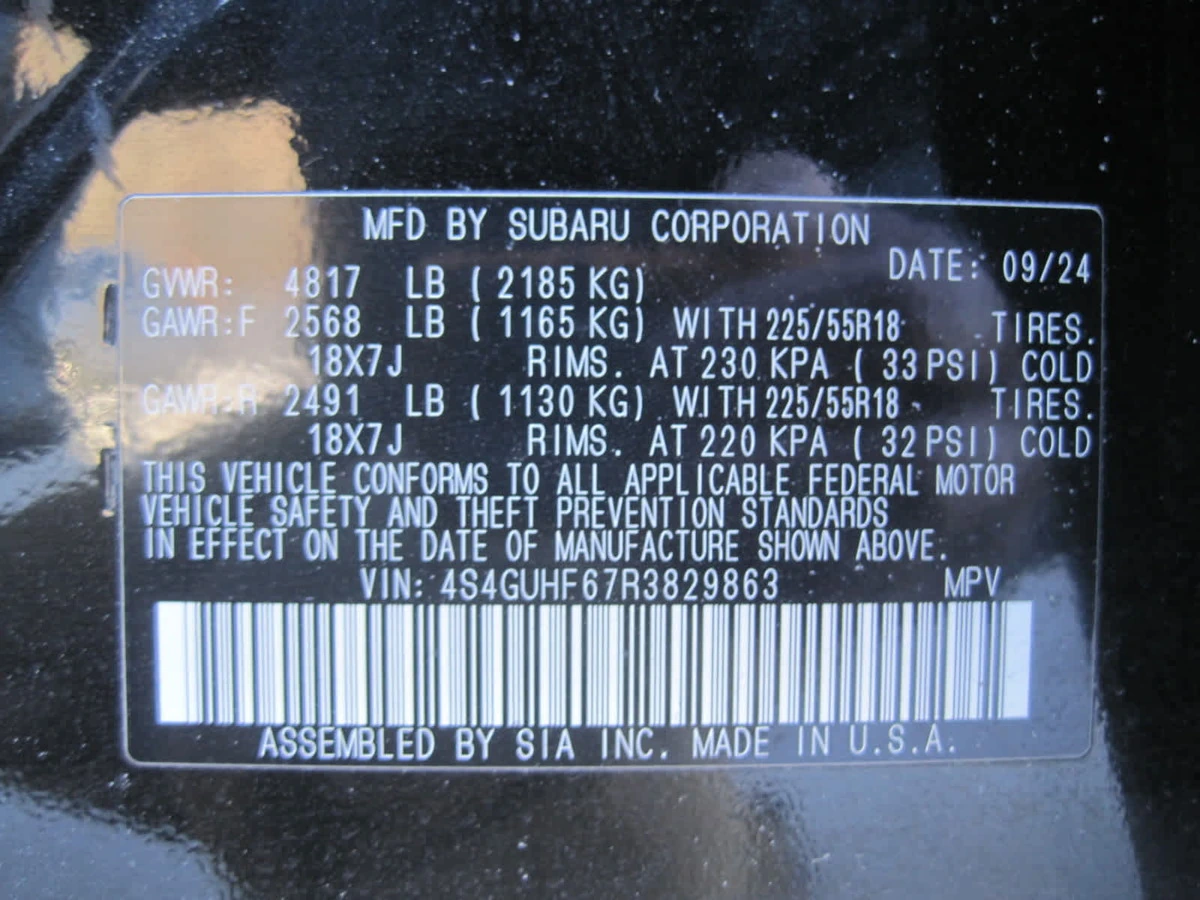 MFD BY SUBARU CORPORATION
DATE: 09/24
GVWR: 4817 LB ( 2185 KG)
GAWR:F 2568 LB ( 1165 KG) WITH 225/55R18 TIRES.
18X7J RIMS. AT 230 KPA ( 33 PSI) COLD
GAWR:R 2491 LB ( 1130 KG) WITH 225/55R18 TIRES.
18X7J RIMS. AT 220 KPA ( 32 PSI) COLD
THIS VEHICLE CONFORMS TO ALL APPLICABLE FEDERAL MOTOR
VEHICLE SAFETY AND THEFT PREVENTION STANDARDS
IN EFFECT ON THE DATE OF MANUFACTURE SHOWN ABOVE.
VIN: 4S4GUHF67R3829863 MPV
ASSEMBLED BY SIA INC. MADE IN U.S.A.